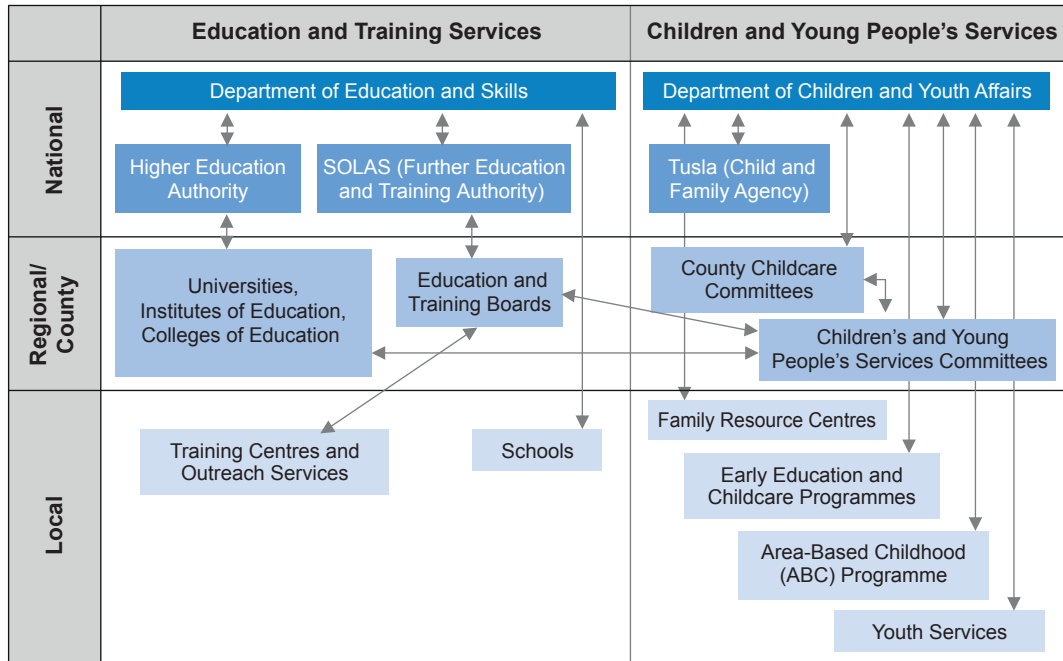 Education and Training Services
Children and Young People’s Services
National
Department of Education and Skills
Department of Children and Youth Affairs
Higher Education
Authority
SOLAS (Further Education
and Training Authority)
Tusla (Child and
Family Agency)
Regional/
County
Universities,
Institutes of Education,
Colleges of Education
Education and
Training Boards
County Childcare
Committees
Children’s and Young
People’s Services Committees
Local
Training Centres and
Outreach Services
Schools
Family Resource Centres
Early Education and
Childcare Programmes
Area-Based Childhood
(ABC) Programme
Youth Services